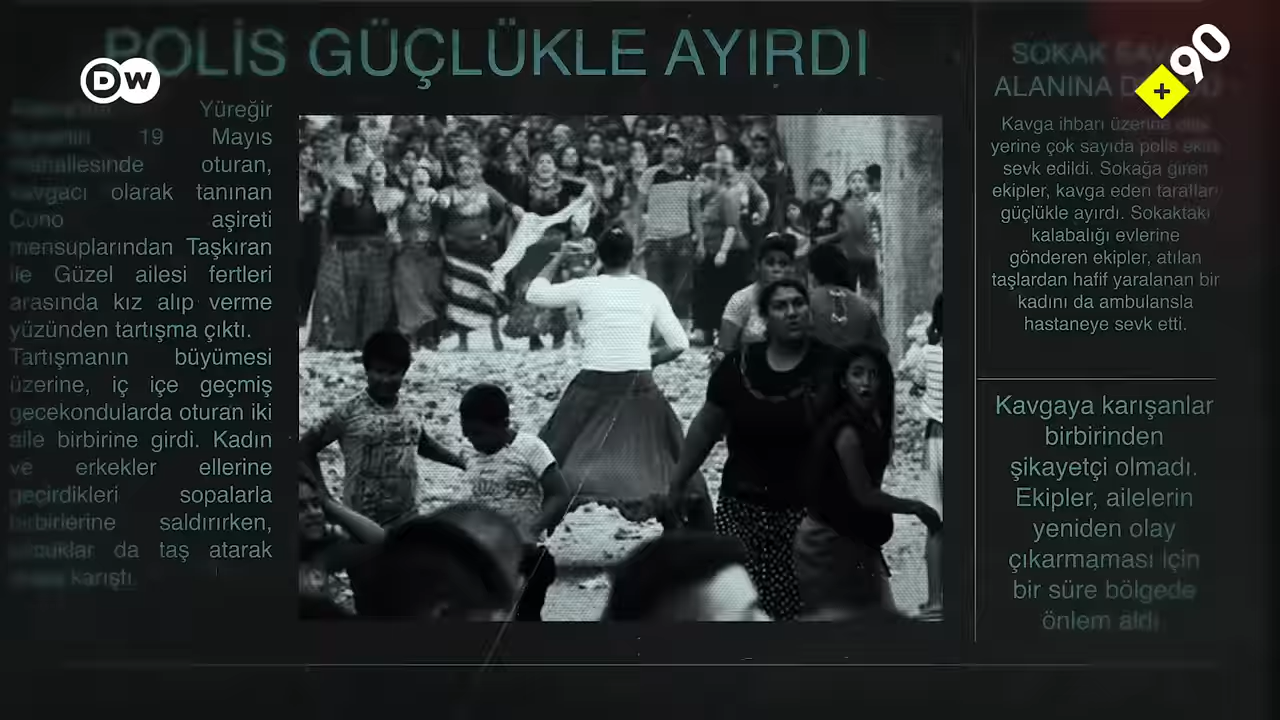 POLİS GÜÇLÜKLE AYIRDI
DW
+90
Yüreğir
19 Mayıs
mahallesinde oturan,
kavgacı olarak tanınan
Cono aşireti
mensuplarından Taşkıran
ile Güzel ailesi fertleri
arasında kız alıp verme
yüzünden tartışma çıktı.
Tartışmanın büyümesi
üzerine, iç içe geçmiş
gecekondularda oturan iki
aile birbirine girdi. Kadın
ve erkekler ellerine
geçirdikleri sopalarla
birbirlerine saldırırken,
çocuklar da taş atarak
karıştı.
SOKAK
ALANINA
Kavga ihbarı üzerine olay
yerine çok sayıda polis ekibi
sevk edildi. Sokağa giren
ekipler, kavga eden tarafları
güçlükle ayırdı. Sokaktaki
kalabalığı evlerine
gönderen ekipler, atılan
taşlardan hafif yaralanan bir
kadını da ambulansla
hastaneye sevk etti.
Kavgaya karışanlar
birbirinden
şikayetçi olmadı.
Ekipler, ailelerin
yeniden olay
çıkarmaması için
bir süre bölgede
önlem aldı.